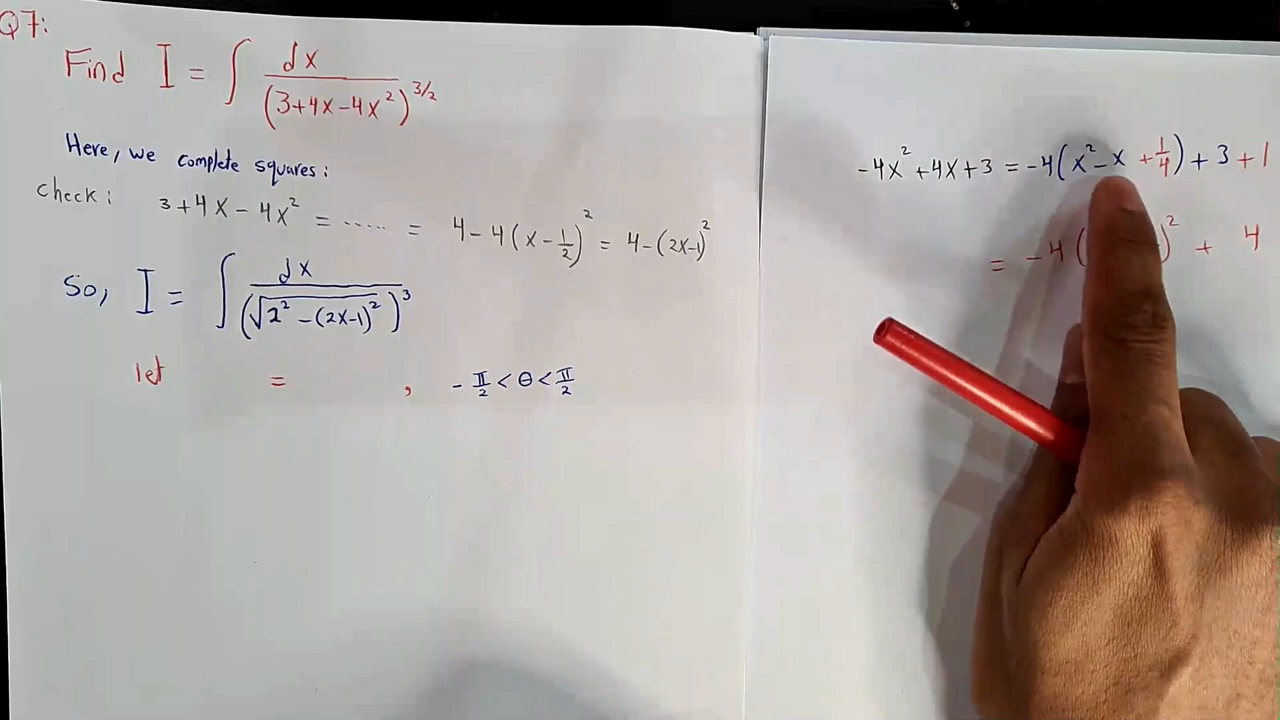 Q7:
Find I = ∫ dx / (3+4x-4x²)^3/2
Here, we complete squares:
check: 3+4x-4x² = ..... = 4-4(x-1/2)² = 4-(2x-1)²
So, I = ∫ dx / (√2²-(2x-1)²)³
let = , -π/2 < θ < π/2
-4x²+4x+3 = -4(x²-x+1/4)+3+1
= -4( )² + 4